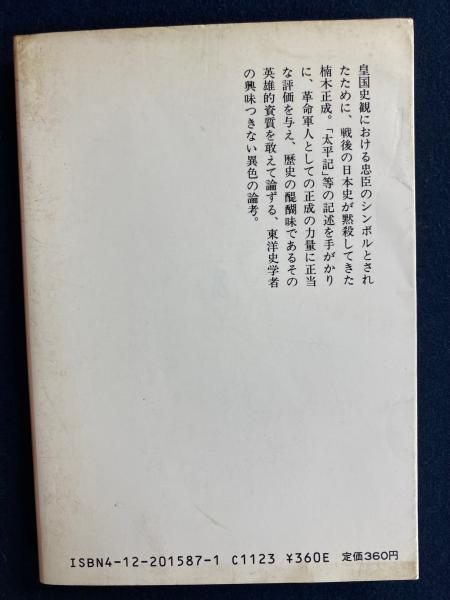 皇国史観における忠臣のシンボルとされ
たために、戦後の日本史が黙殺してきた
楠木正成。「太平記」等の記述を手がかり
に、革命軍人としての正成の力量に正当
な評価を与え、歴史の醍醐味であるその
英雄的資質を敢えて論ずる、東洋史学者
の興味つきない異色の論考。
ISBN4-12-201587-1 C1123 ¥360E 定価360円